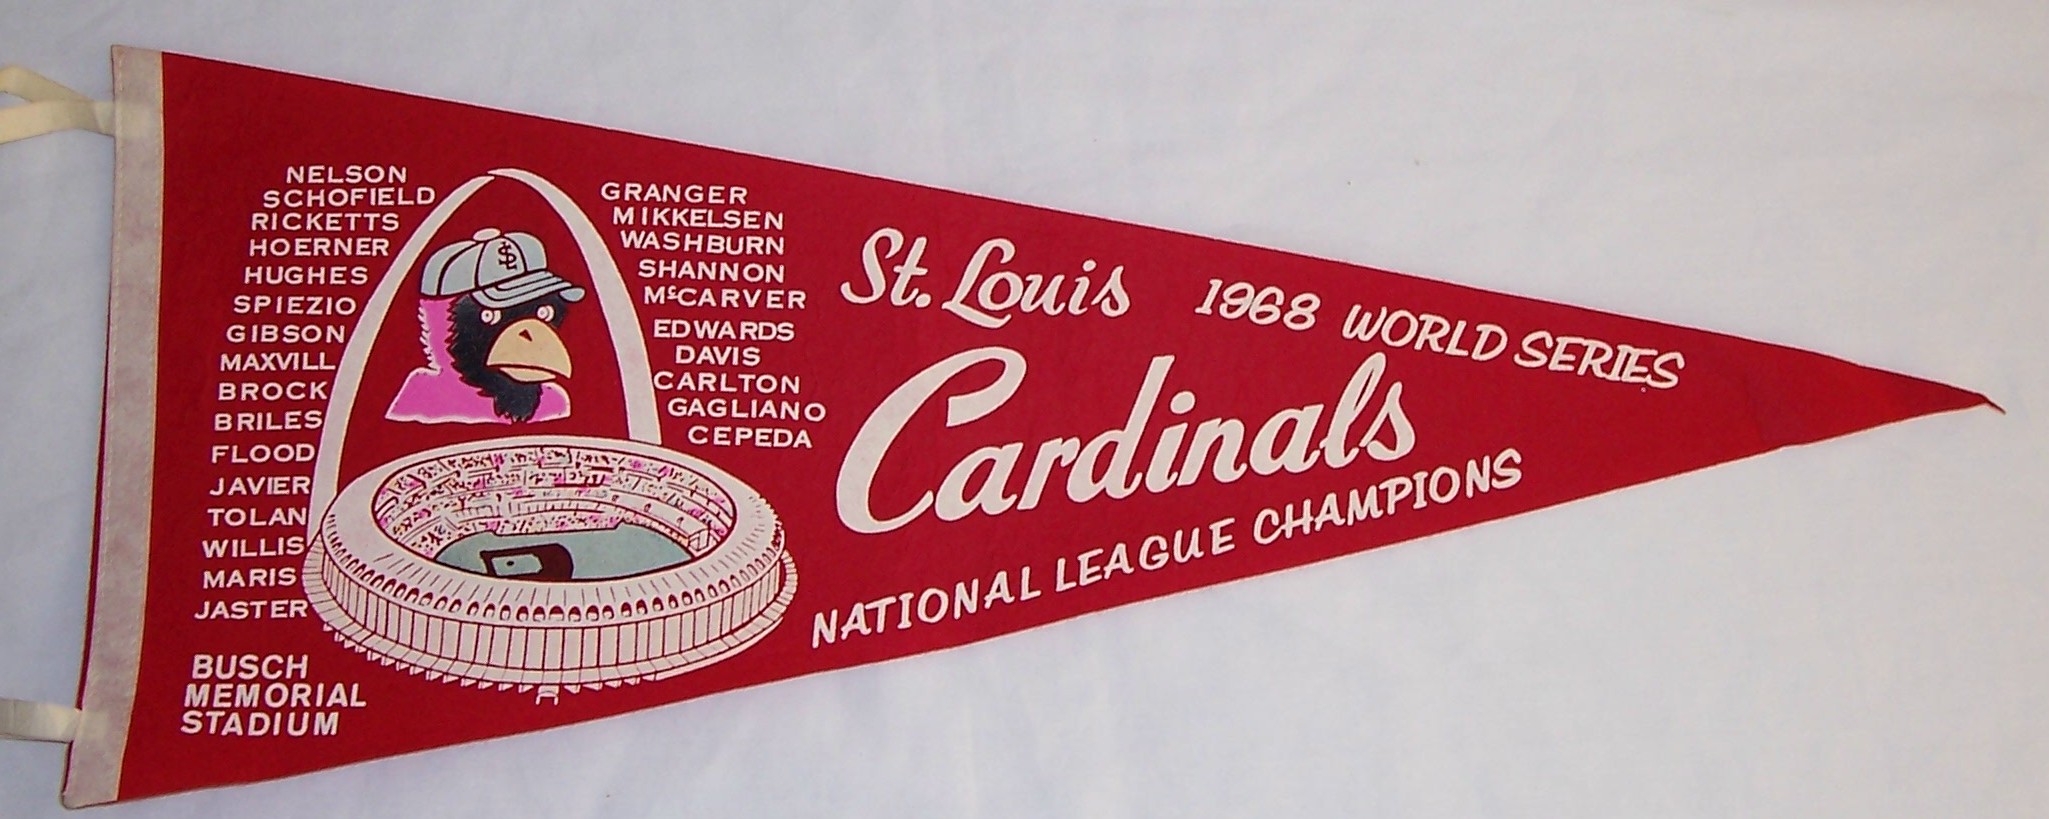 NELSON
SCHOFIELD
RICKETTS
HOERNER
HUGHES
SPIEZIO
GIBSON
MAXVILL
BROCK
BRILES
FLOOD
JAVIER
TOLAN
WILLIS
MARIS
JASTER
BUSCH
MEMORIAL
STADIUM
StL
GRANGER
MIKKELSEN
WASHBURN
SHANNON
McCARVER
EDWARDS
DAVIS
CARLTON
GAGLIANO
CEPEDA
St. Louis
1968 WORLD SERIES
Cardinals
NATIONAL LEAGUE CHAMPIONS